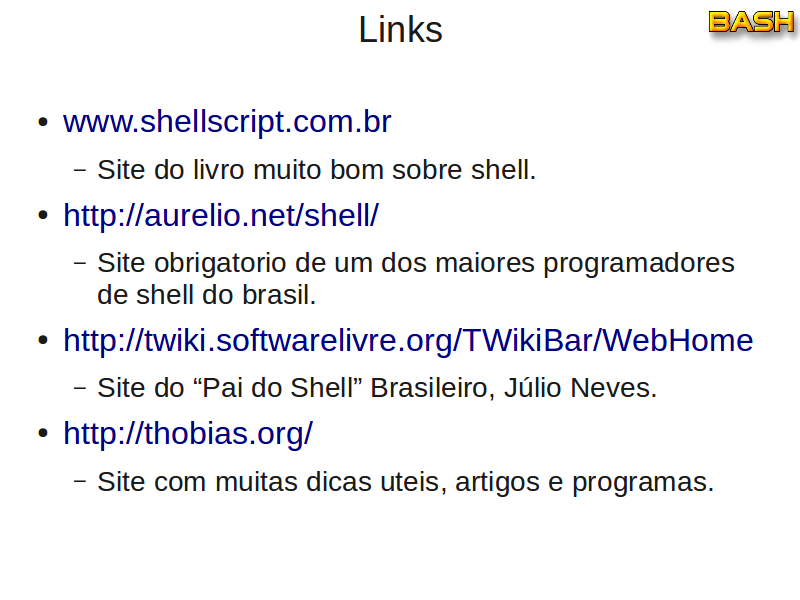 Links
BASH
• www.shellscript.com.br
– Site do livro muito bom sobre shell.
• http://aurelio.net/shell/
– Site obrigatorio de um dos maiores programadores
de shell do brasil.
• http://twiki.softwarelivre.org/TWikiBar/WebHome
– Site do “Pai do Shell” Brasileiro, Júlio Neves.
• http://thobias.org/
– Site com muitas dicas uteis, artigos e programas.